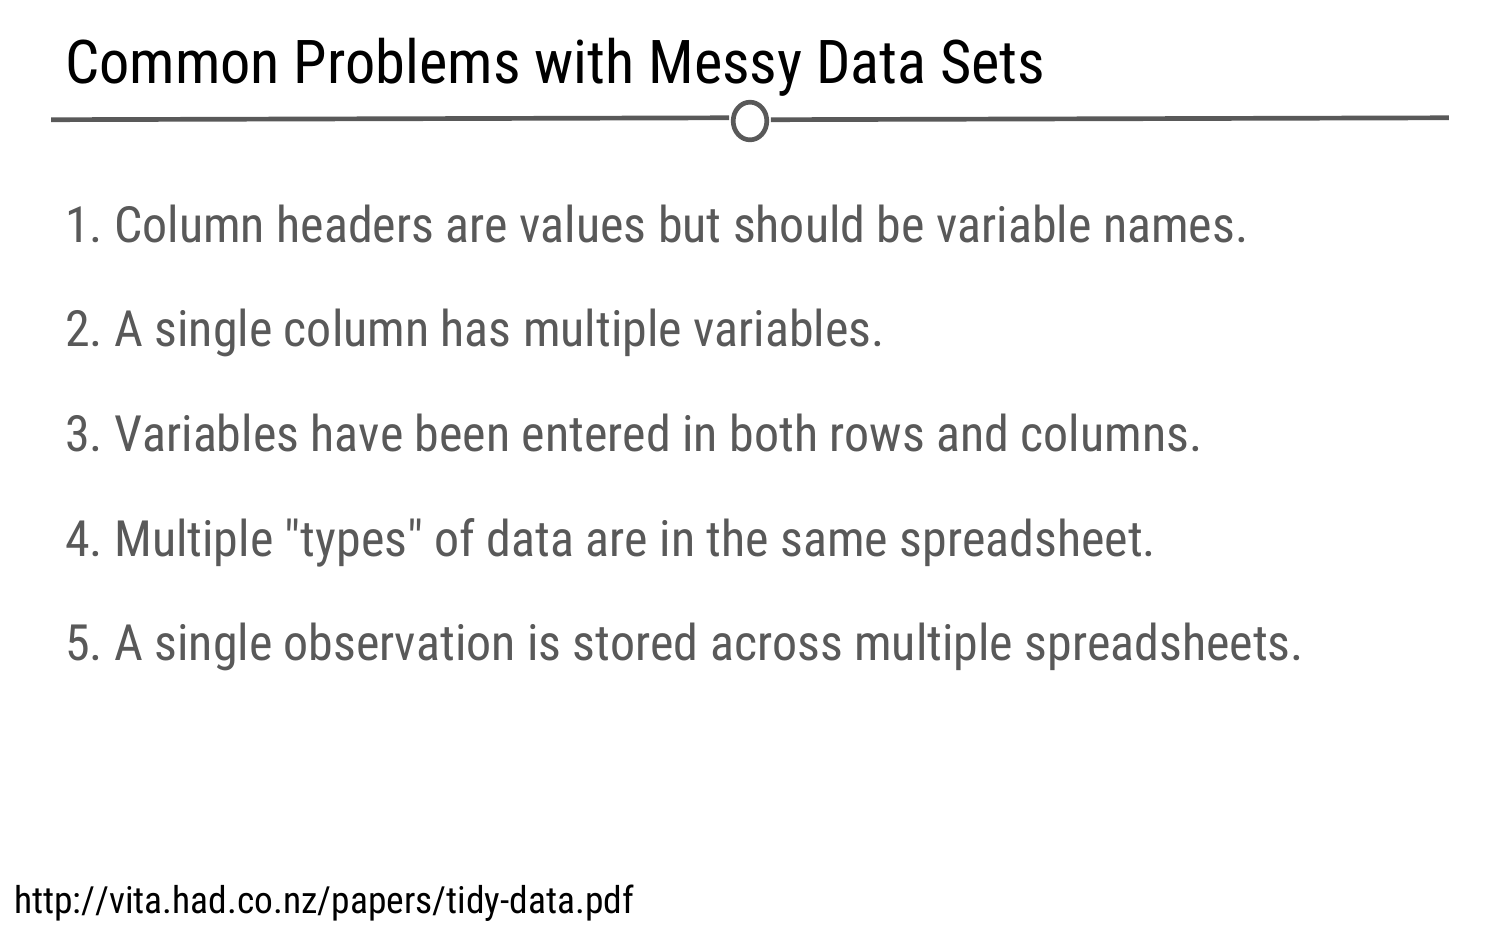 Common Problems with Messy Data Sets
1. Column headers are values but should be variable names.
2. A single column has multiple variables.
3. Variables have been entered in both rows and columns.
4. Multiple "types" of data are in the same spreadsheet.
5. A single observation is stored across multiple spreadsheets.
http://vita.had.co.nz/papers/tidy-data.pdf